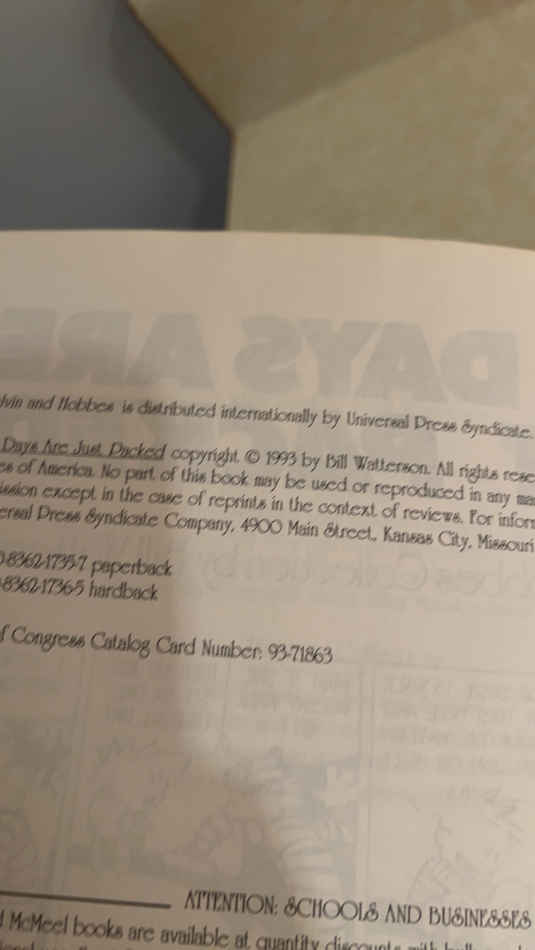 lvin and Hobbes is distributed internationally by Universal Press Syndicate.
Days Are Just Packed copyright © 1993 by Bill Watterson. All rights rese
es of America. No part of this book may be used or reproduced in any ma
ission except in the case of reprints in the context of reviews. For infor
ersal Press Syndicate Company, 4900 Main Street, Kansas City, Missouri
0-8362-1735-7 paperback
-8362-1736-5 hardback
f Congress Catalog Card Number: 93-71863
ATTENTION: SCHOOLS AND BUSINESSES
McMeel books are available at quantity discounts with